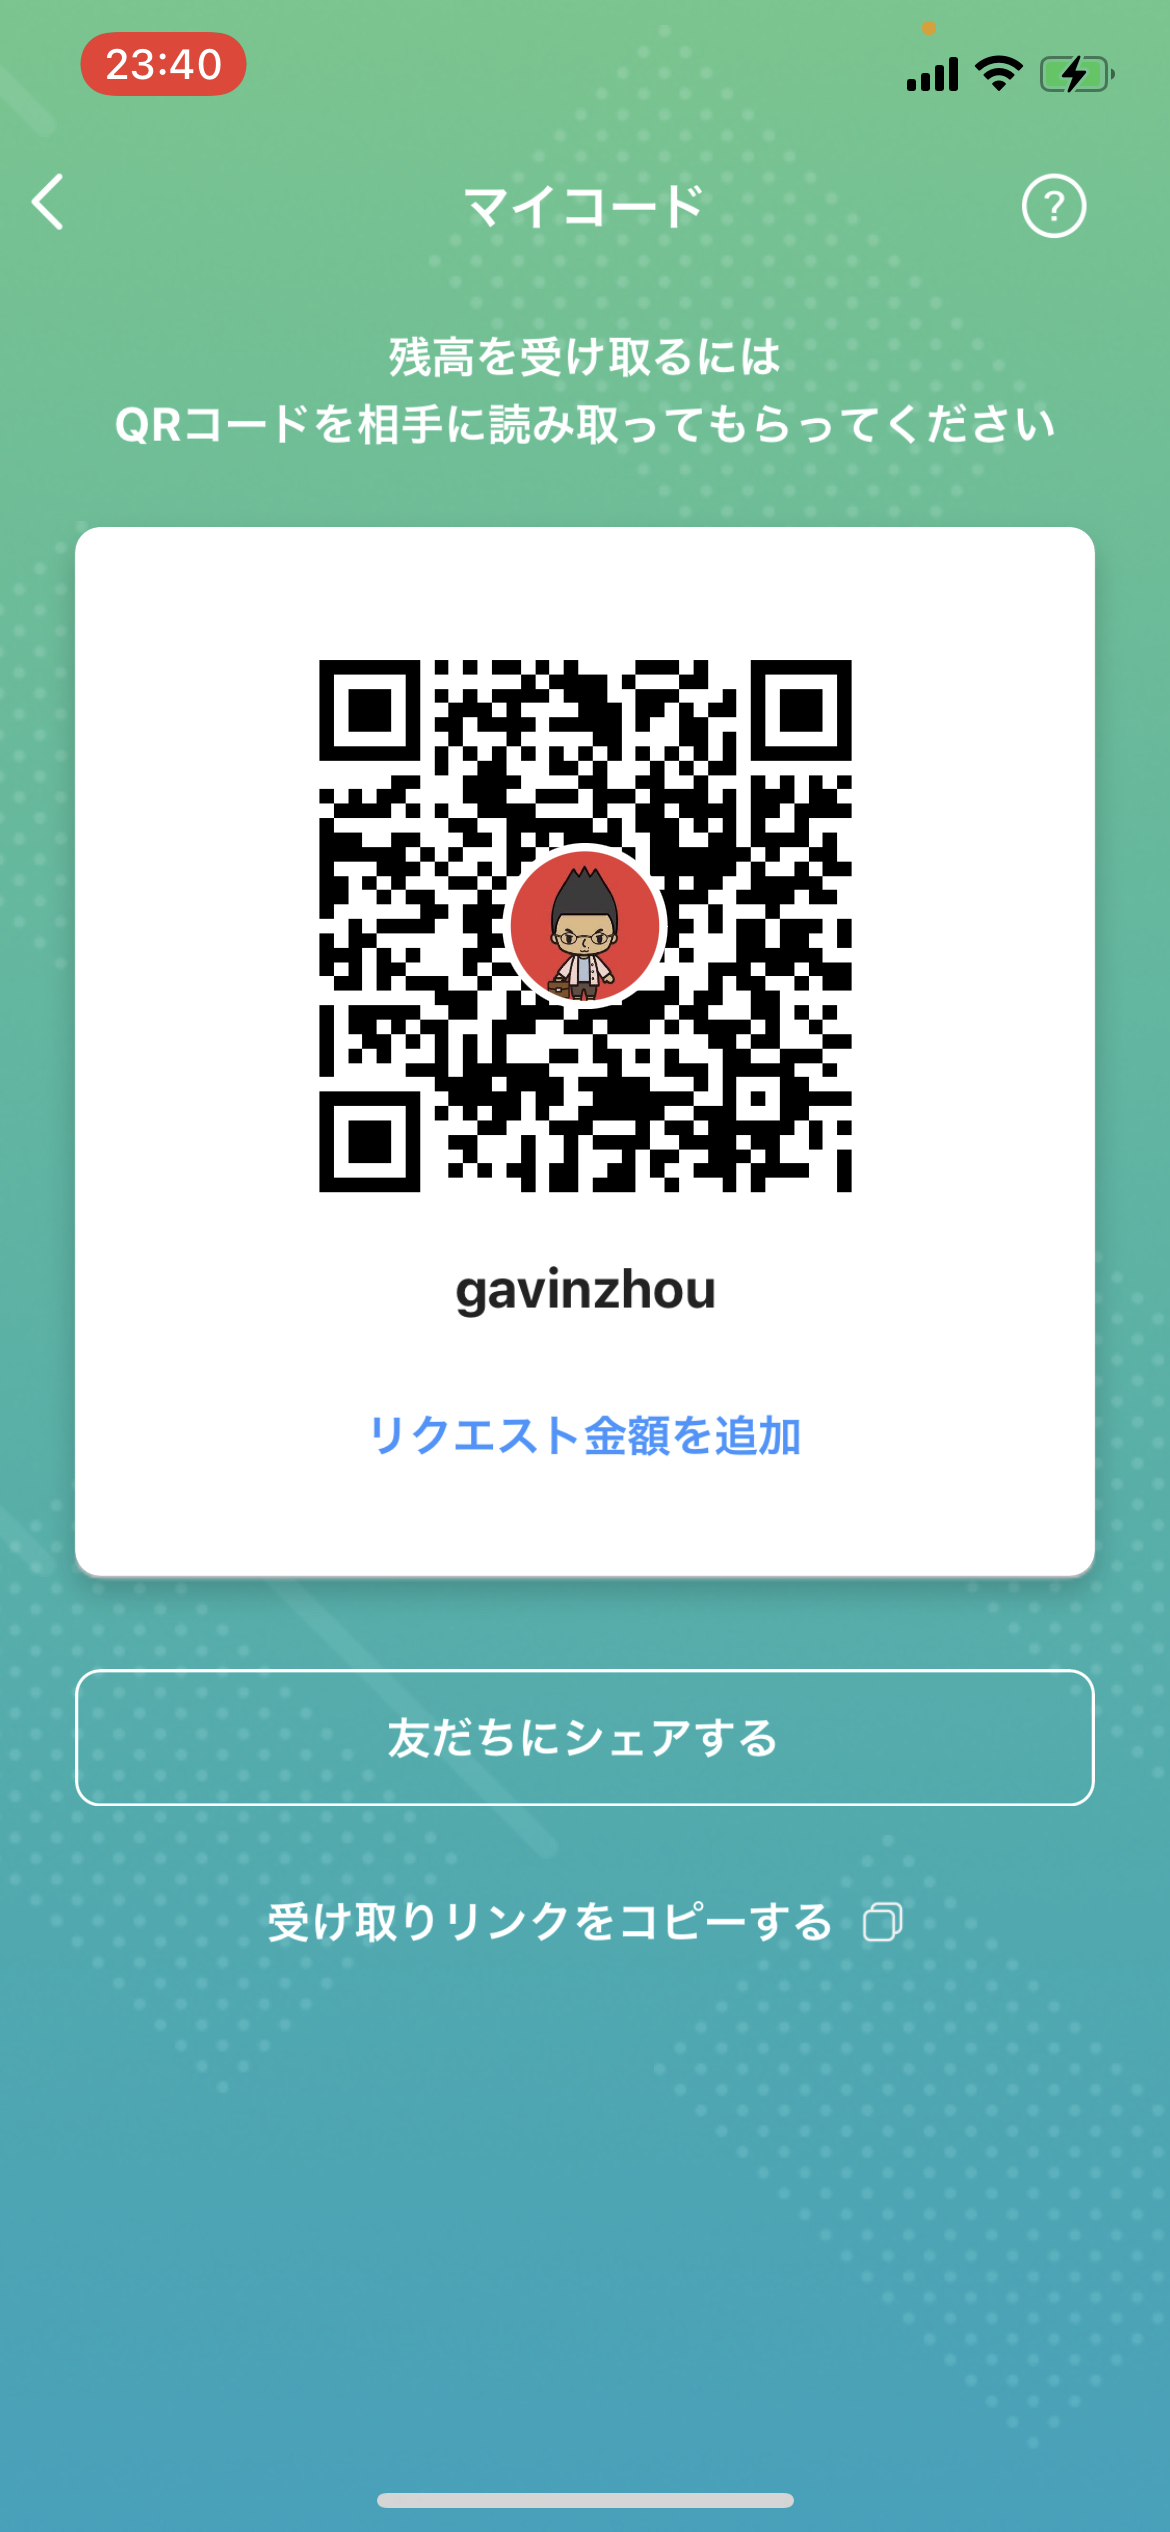 23:40
マイコード
?
残高を受け取るには
QRコードを相手に読み取ってもらってください
gavinzhou
リクエスト金額を追加
友だちにシェアする
受け取りリンクをコピーする